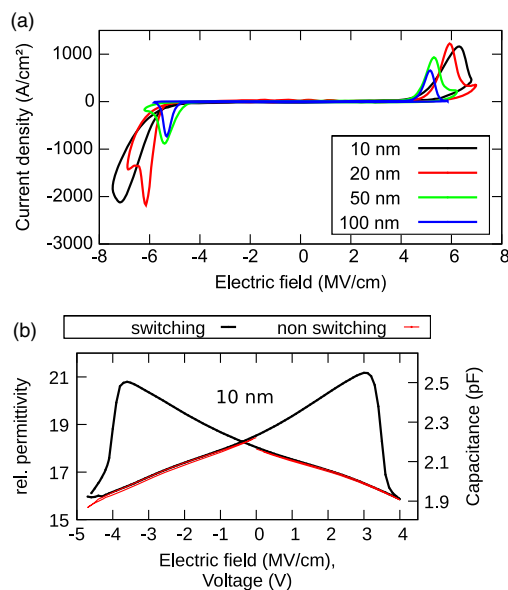 (a)
Current density (A/cm²)
1000
0
-1000
-2000
-3000
-8 -6 -4 -2 0 2 4 6 8
Electric field (MV/cm)
10 nm
20 nm
50 nm
100 nm
(b)
switching non switching
rel. permittivity
21
19
17
15
10 nm
2.5
2.3
2.1
1.9
Capacitance (pF)
-5 -4 -3 -2 -1 0 1 2 3 4
Electric field (MV/cm),
Voltage (V)